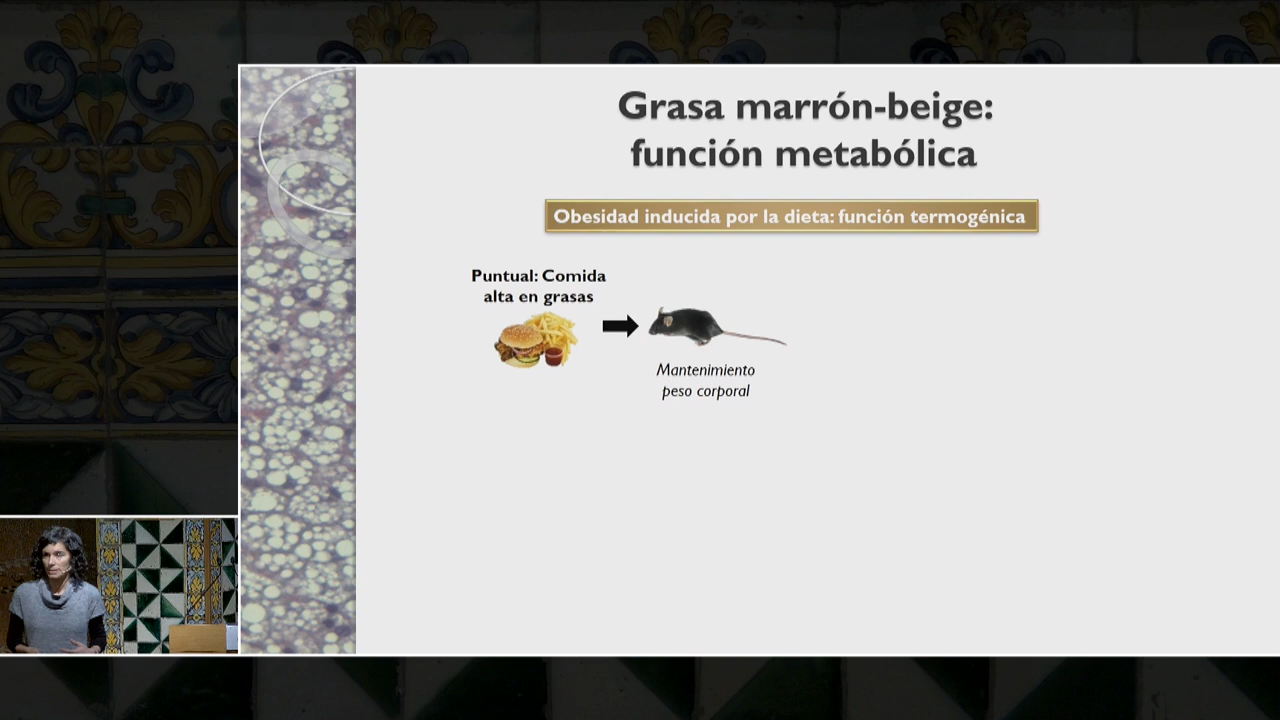 Grasa marrón-beige:
función metabólica
Obesidad inducida por la dieta: función termogénica
Puntual: Comida
alta en grasas
Mantenimiento
peso corporal